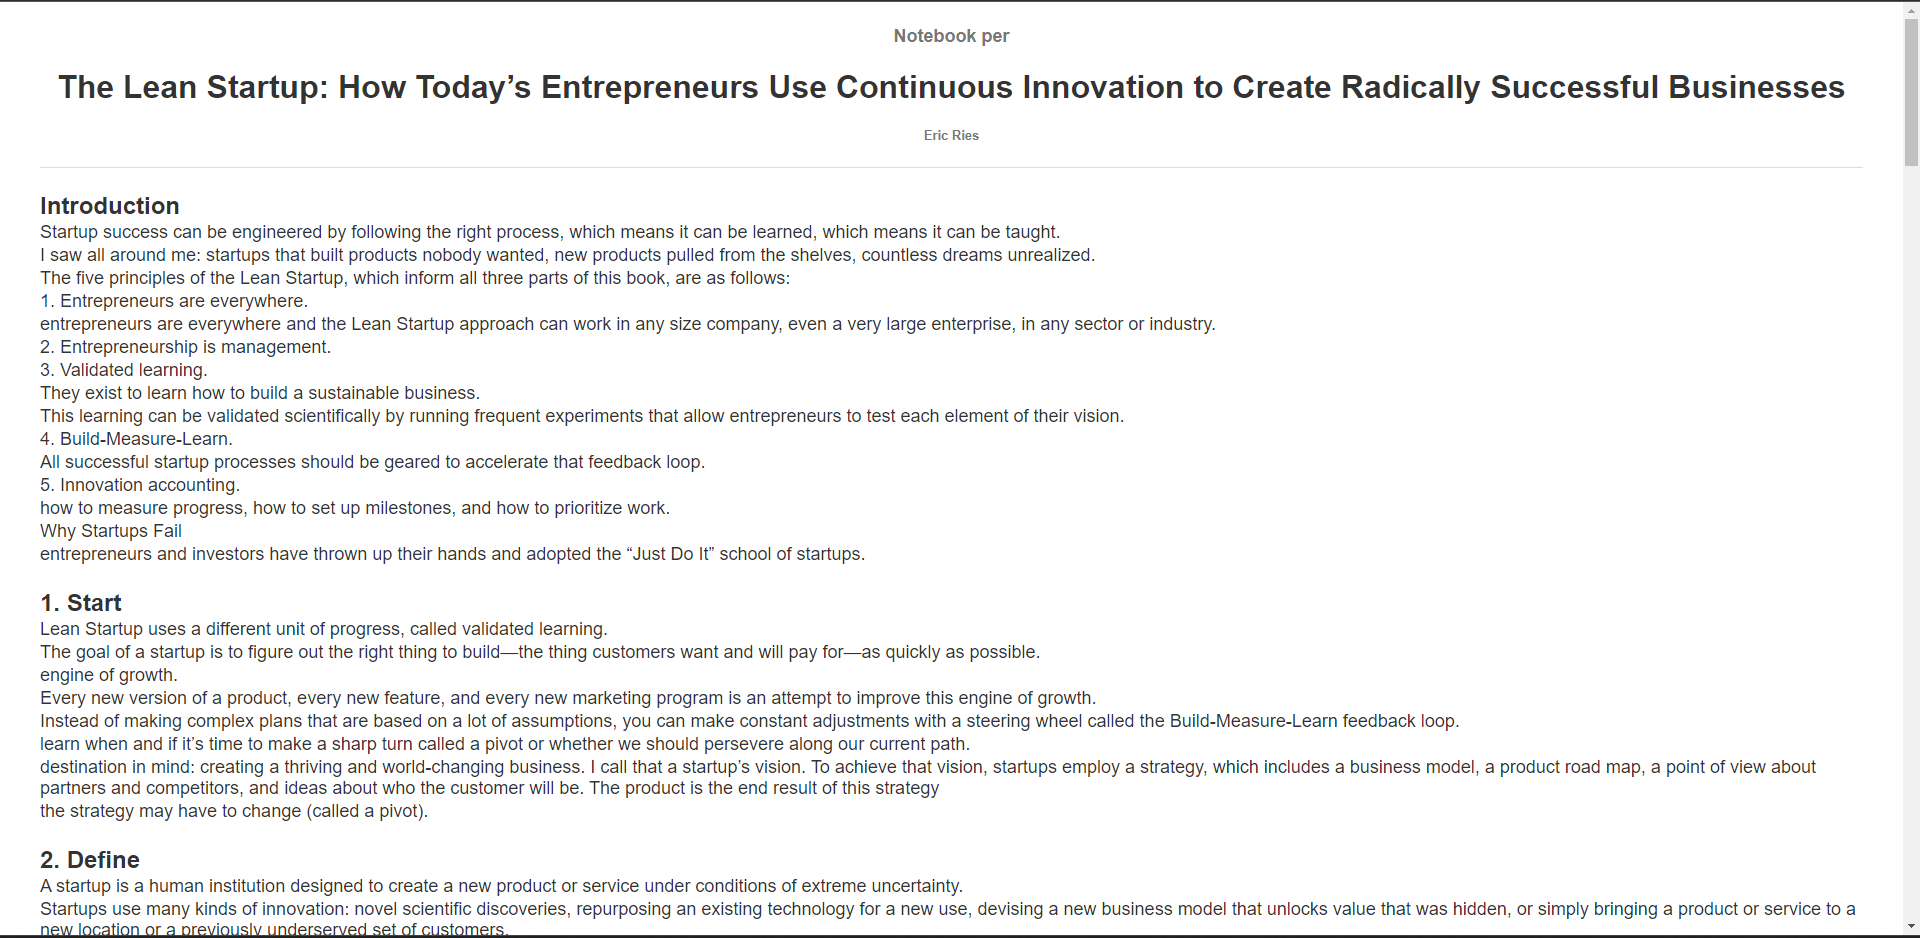 Notebook per
The Lean Startup: How Today’s Entrepreneurs Use Continuous Innovation to Create Radically Successful Businesses
Eric Ries
Introduction
Startup success can be engineered by following the right process, which means it can be learned, which means it can be taught.
I saw all around me: startups that built products nobody wanted, new products pulled from the shelves, countless dreams unrealized.
The five principles of the Lean Startup, which inform all three parts of this book, are as follows:
1. Entrepreneurs are everywhere.
entrepreneurs are everywhere and the Lean Startup approach can work in any size company, even a very large enterprise, in any sector or industry.
2. Entrepreneurship is management.
3. Validated learning.
They exist to learn how to build a sustainable business.
This learning can be validated scientifically by running frequent experiments that allow entrepreneurs to test each element of their vision.
4. Build-Measure-Learn.
All successful startup processes should be geared to accelerate that feedback loop.
5. Innovation accounting.
how to measure progress, how to set up milestones, and how to prioritize work.
Why Startups Fail
entrepreneurs and investors have thrown up their hands and adopted the “Just Do It” school of startups.
1. Start
Lean Startup uses a different unit of progress, called validated learning.
The goal of a startup is to figure out the right thing to build—the thing customers want and will pay for—as quickly as possible.
engine of growth.
Every new version of a product, every new feature, and every new marketing program is an attempt to improve this engine of growth.
Instead of making complex plans that are based on a lot of assumptions, you can make constant adjustments with a steering wheel called the Build-Measure-Learn feedback loop.
learn when and if it’s time to make a sharp turn called a pivot or whether we should persevere along our current path.
destination in mind: creating a thriving and world-changing business. I call that a startup’s vision. To achieve that vision, startups employ a strategy, which includes a business model, a product road map, a point of view about
partners and competitors, and ideas about who the customer will be. The product is the end result of this strategy
the strategy may have to change (called a pivot).
2. Define
A startup is a human institution designed to create a new product or service under conditions of extreme uncertainty.
Startups use many kinds of innovation: novel scientific discoveries, repurposing an existing technology for a new use, devising a new business model that unlocks value that was hidden, or simply bringing a product or service to a
new location or a previously underserved set of customers.